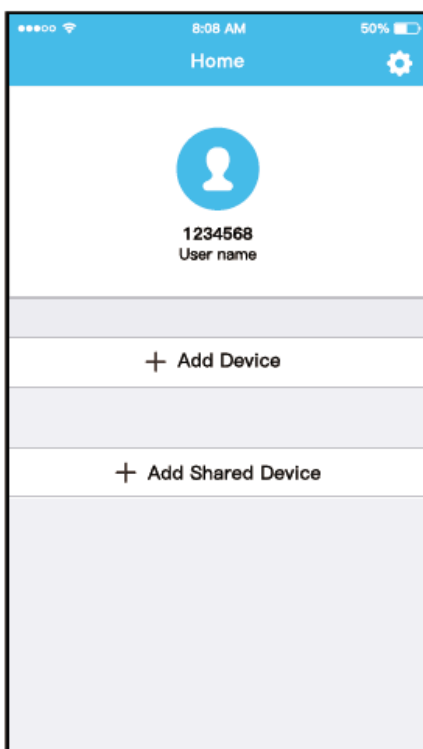 8:08 AM 50%
Home
1234568
User name
+ Add Device
+ Add Shared Device